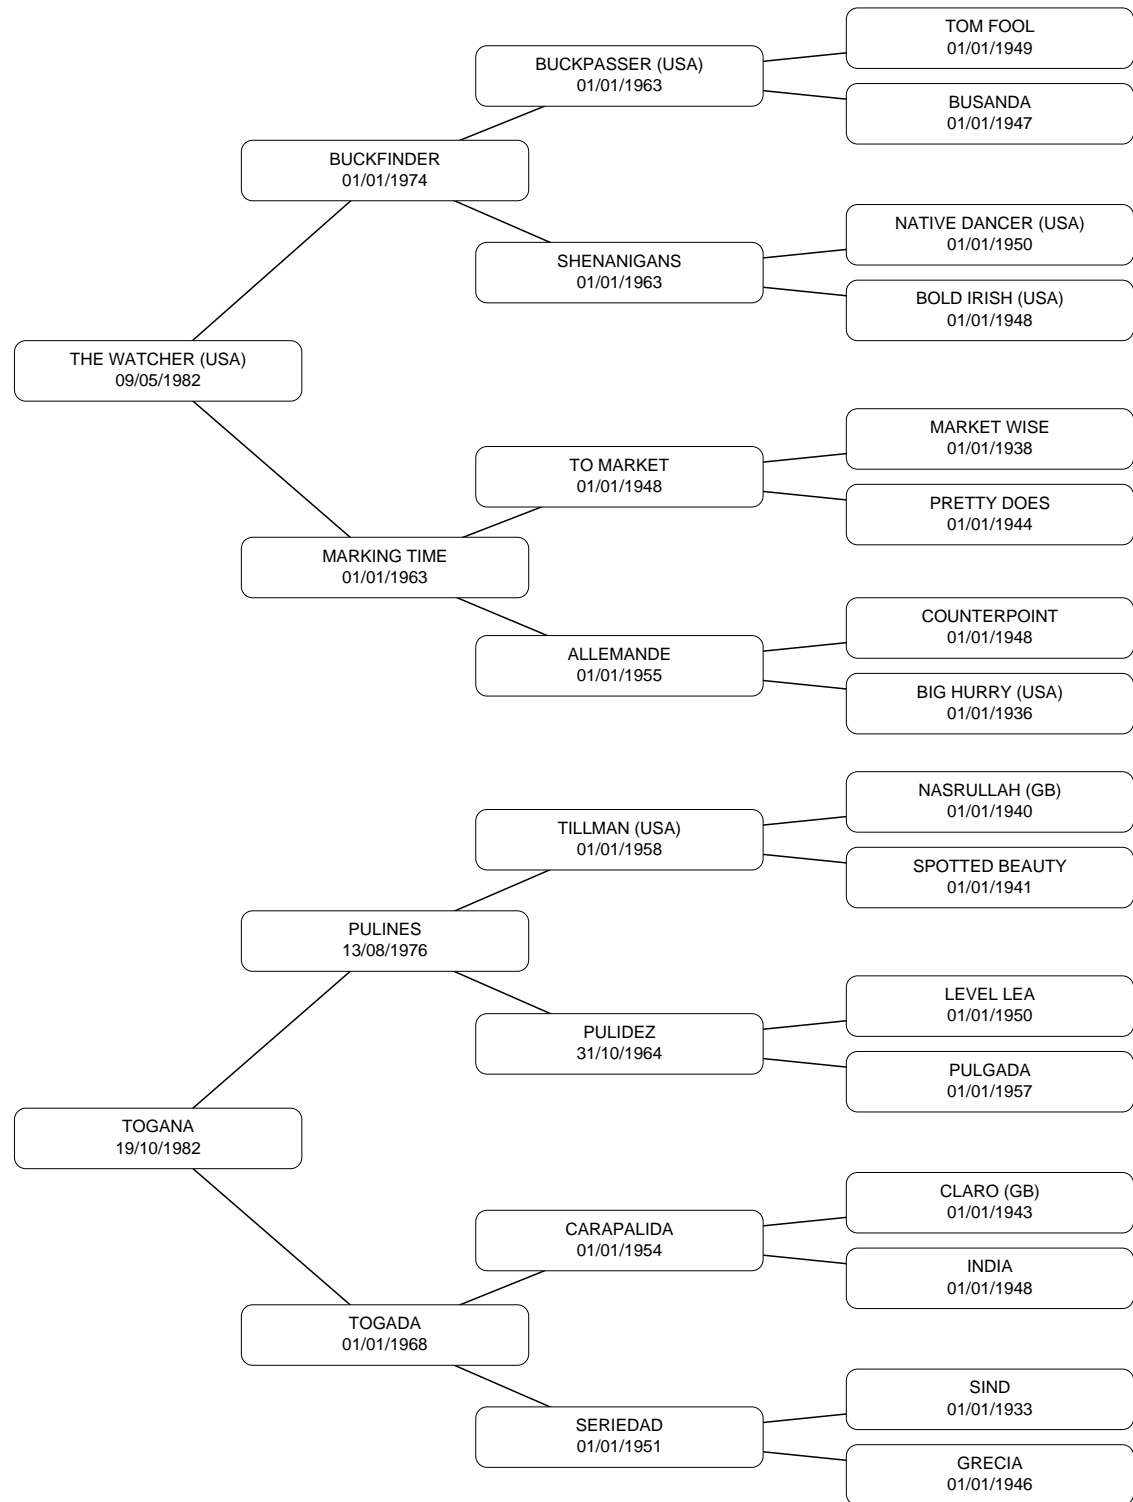 TOM FOOL
01/01/1949
BUCKPASSER (USA)
01/01/1963
BUSANDA
01/01/1947
BUCKFINDER
01/01/1974
NATIVE DANCER (USA)
01/01/1950
SHENANIGANS
01/01/1963
BOLD IRISH (USA)
01/01/1948
THE WATCHER (USA)
09/05/1982
MARKET WISE
01/01/1938
TO MARKET
01/01/1948
PRETTY DOES
01/01/1944
MARKING TIME
01/01/1963
COUNTERPOINT
01/01/1948
ALLEMANDE
01/01/1955
BIG HURRY (USA)
01/01/1936
NASRULLAH (GB)
01/01/1940
TILLMAN (USA)
01/01/1958
SPOTTED BEAUTY
01/01/1941
PULINES
13/08/1976
LEVEL LEA
01/01/1950
PULIDEZ
31/10/1964
PULGADA
01/01/1957
TOGANA
19/10/1982
CLARO (GB)
01/01/1943
CARAPALIDA
01/01/1954
INDIA
01/01/1948
TOGADA
01/01/1968
SIND
01/01/1933
SERIEDAD
01/01/1951
GRECIA
01/01/1946